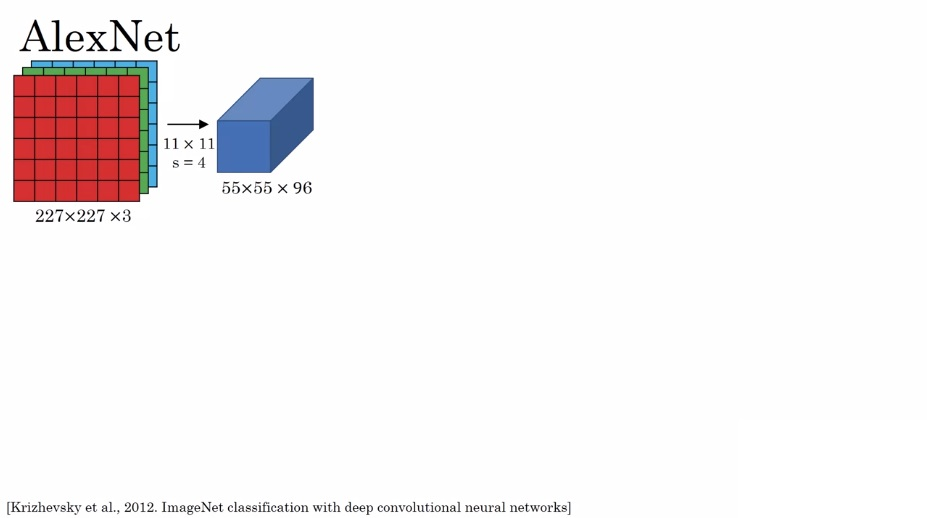 AlexNet
11 × 11
s = 4
55×55 × 96
227×227 ×3
[Krizhevsky et al., 2012. ImageNet classification with deep convolutional neural networks]